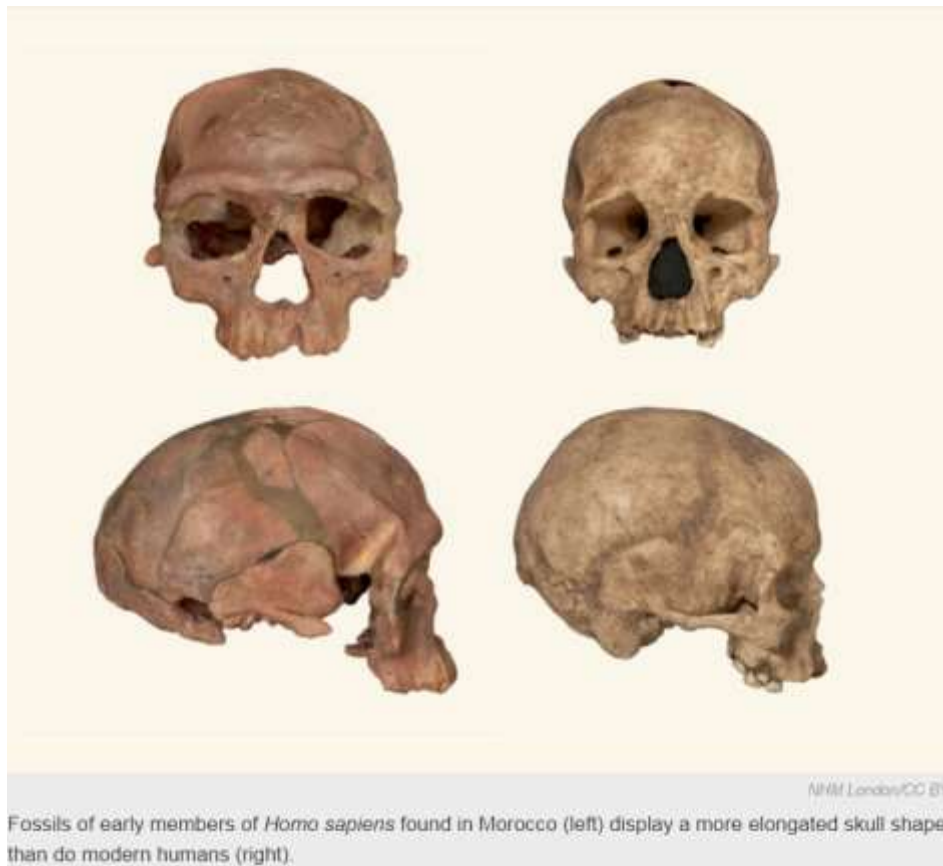 NHM London/CC BY
Fossils of early members of Homo sapiens found in Morocco (left) display a more elongated skull shape
than do modern humans (right).